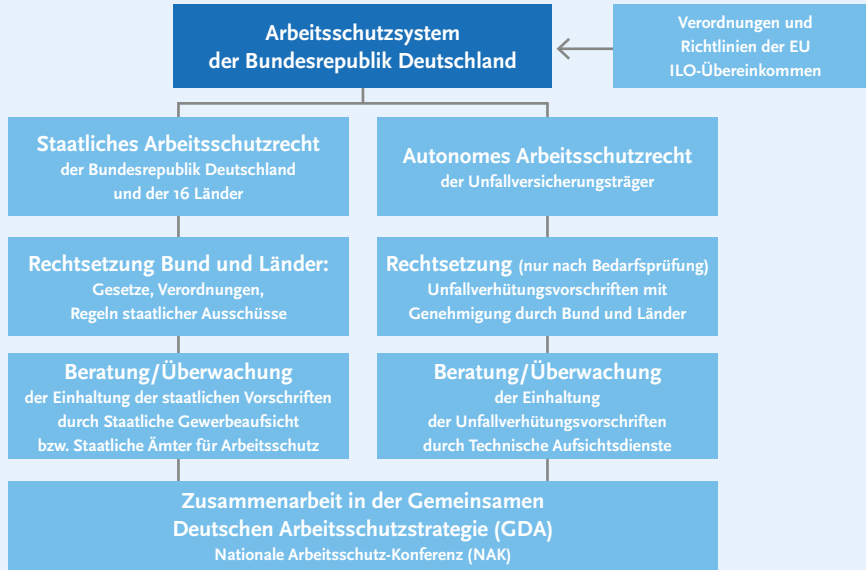 Arbeitsschutzsystem
der Bundesrepublik Deutschland
Verordnungen und
Richtlinien der EU
ILO-Übereinkommen
Staatliches Arbeitsschutzrecht
der Bundesrepublik Deutschland
und der 16 Länder
Autonomes Arbeitsschutzrecht
der Unfallversicherungsträger
Rechtsetzung Bund und Länder:
Gesetze, Verordnungen,
Regeln staatlicher Ausschüsse
Rechtsetzung (nur nach Bedarfsprüfung)
Unfallverhütungsvorschriften mit
Genehmigung durch Bund und Länder
Beratung/Überwachung
der Einhaltung der staatlichen Vorschriften
durch Staatliche Gewerbeaufsicht
bzw. Staatliche Ämter für Arbeitsschutz
Beratung/Überwachung
der Einhaltung
der Unfallverhütungsvorschriften
durch Technische Aufsichtsdienste
Zusammenarbeit in der Gemeinsamen
Deutschen Arbeitsschutzstrategie (GDA)
Nationale Arbeitsschutz-Konferenz (NAK)